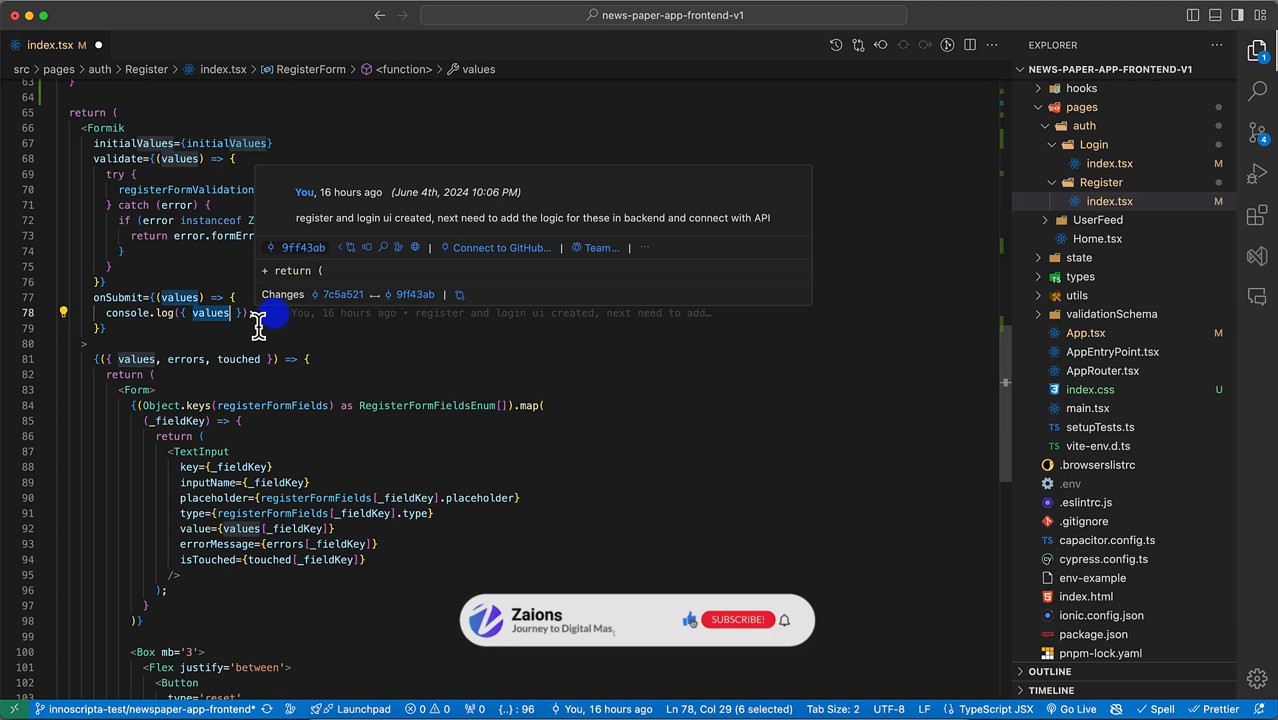 news-paper-app-frontend-v1
index.tsx M
EXPLORER
src > pages > auth > Register > index.tsx > RegisterForm > <function> > values
NEWS-PAPER-APP-FRONTEND-V1
63 }
64
65 return (
66 <Formik
67 initialValues={initialValues}
68 validate={(values) => {
69 try {
70 registerFormValidation
71 } catch (error) {
72 if (error instanceof Z
73 return error.formErr
74 }
75 }
76 }}
77 onSubmit={(values) => {
78 console.log({ values });
You, 16 hours ago • register and login ui created, next need to add…
79 }}
80 >
81 {({ values, errors, touched }) => {
82 return (
83 <Form>
84 {(Object.keys(registerFormFields) as RegisterFormFieldsEnum[]).map(
85 (_fieldKey) => {
86 return (
87 <TextInput
88 key={_fieldKey}
89 inputName={_fieldKey}
90 placeholder={registerFormFields[_fieldKey].placeholder}
91 type={registerFormFields[_fieldKey].type}
92 value={values[_fieldKey]}
93 errorMessage={errors[_fieldKey]}
94 isTouched={touched[_fieldKey]}
95 />
96 );
97 }
98 )}
99
100 <Box mb='3'>
101 <Flex justify='between'>
102 <Button
103 type='reset'
You, 16 hours ago (June 4th, 2024 10:06 PM)
register and login ui created, next need to add the logic for these in backend and connect with API
9ff43ab | Connect to GitHub... | Team... | ...
+ return (
Changes 7c5a521 ↔ 9ff43ab |
Zaions
Journey to Digital Mas
SUBSCRIBE!
hooks
pages
auth
Login
index.tsx M
Register
index.tsx M
UserFeed
Home.tsx
state
types
utils
validationSchema
App.tsx M
AppEntryPoint.tsx
AppRouter.tsx
index.css U
main.tsx
setupTests.ts
vite-env.d.ts
.browserslistrc
.env
.eslintrc.js
.gitignore
capacitor.config.ts
cypress.config.ts
env-example
index.html
ionic.config.json
package.json
pnpm-lock.yaml
OUTLINE
TIMELINE
1
4
innoscripta-test/newspaper-app-frontend* Launchpad 0 0 0 {..} : 96 You, 16 hours ago Ln 78, Col 29 (6 selected) Tab Size: 2 UTF-8 LF TypeScript JSX Go Live Spell Prettier